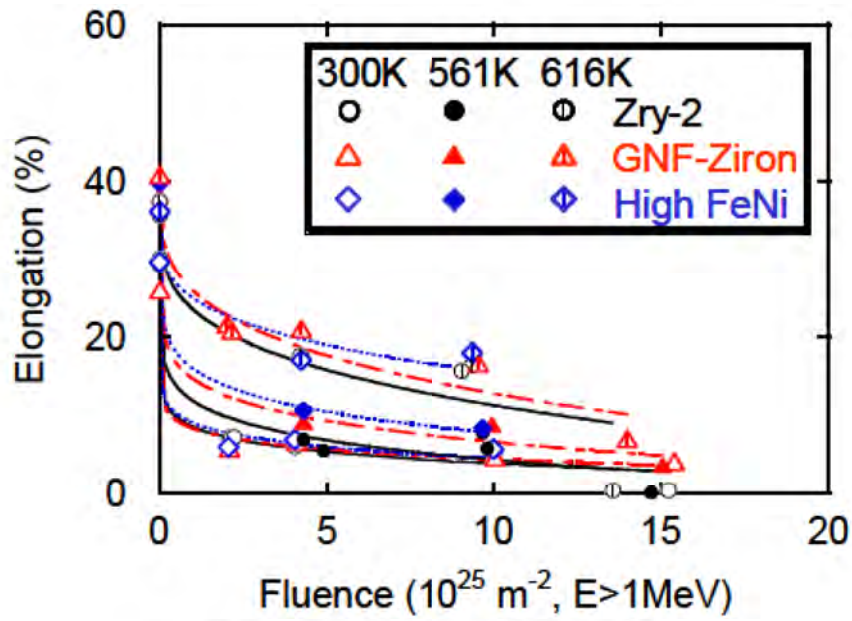 60
40
20
0
Elongation (%)
300K 561K 616K
Zry-2
GNF-Ziron
High FeNi
0 5 10 15 20
Fluence (10²⁵ m⁻², E>1MeV)